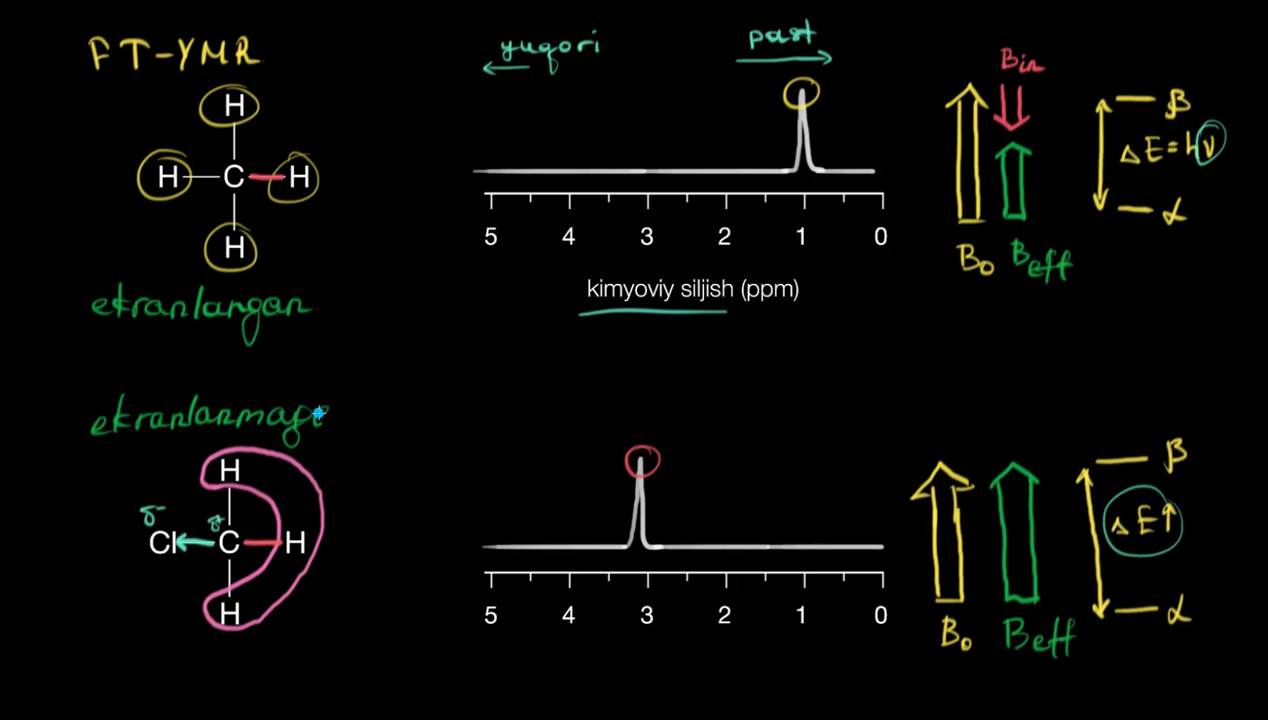 FT-YMR
yuqori
past
Bin
H
H C H
H
β
ΔE=hν
α
5 4 3 2 1 0
B₀ Beff
kimyoviy siljish (ppm)
ekranlangan
ekranlanmag
H
δ- δ+
Cl C H
H
β
ΔE↑
α
5 4 3 2 1 0
B₀ Beff